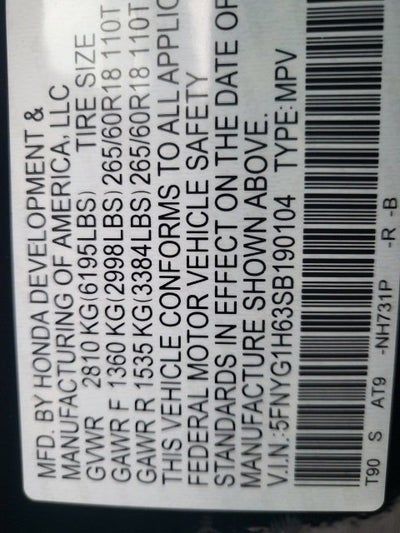 MFD. BY HONDA DEVELOPMENT &
MANUFACTURING OF AMERICA, LLC
GVWR 2810 KG(6195LBS) TIRE SIZE
GAWR F 1360 KG(2998LBS) 265/60R18 110T
GAWR R 1535 KG(3384LBS) 265/60R18 110T
THIS VEHICLE CONFORMS TO ALL APPLIC
FEDERAL MOTOR VEHICLE SAFETY
STANDARDS IN EFFECT ON THE DATE OF
MANUFACTURE SHOWN ABOVE.
V.I.N.:5FNYG1H63SB190104 TYPE:MPV
T90 S AT9 -NH731P -R -B